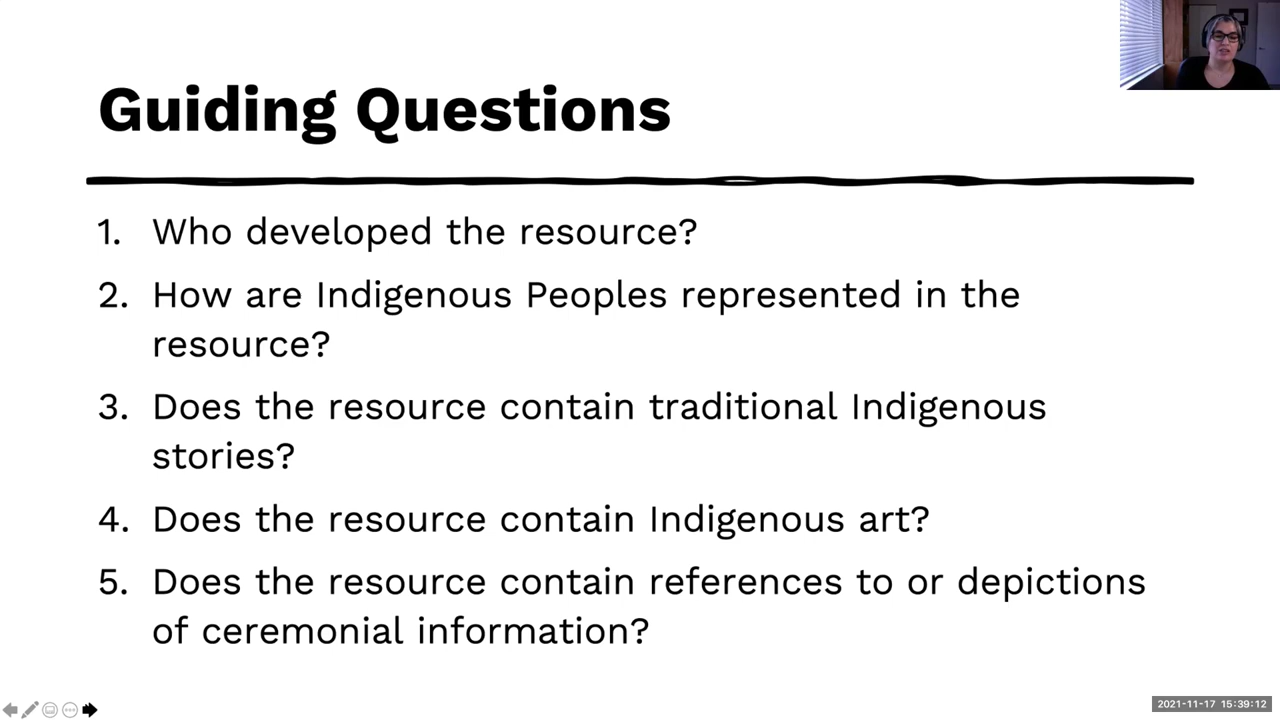 Guiding Questions
1. Who developed the resource?
2. How are Indigenous Peoples represented in the
resource?
3. Does the resource contain traditional Indigenous
stories?
4. Does the resource contain Indigenous art?
5. Does the resource contain references to or depictions
of ceremonial information?
2021-11-17 15:39:12